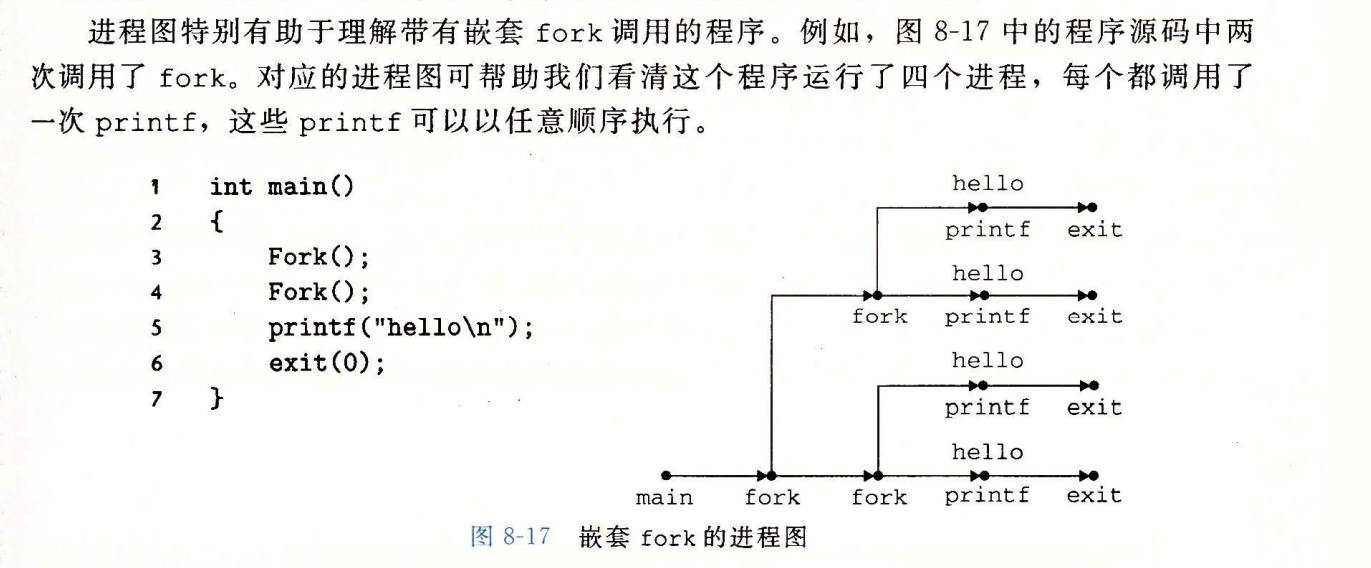 进程图特别有助于理解带有嵌套 fork 调用的程序。例如，图 8-17 中的程序源码中两
次调用了 fork。对应的进程图可帮助我们看清这个程序运行了四个进程，每个都调用了
一次 printf，这些 printf 可以以任意顺序执行。
1 int main()
2 {
3 Fork();
4 Fork();
5 printf("hello\n");
6 exit(0);
7 }
hello
printf exit
hello
fork printf exit
hello
printf exit
hello
main fork fork printf exit
图 8-17 嵌套 fork 的进程图